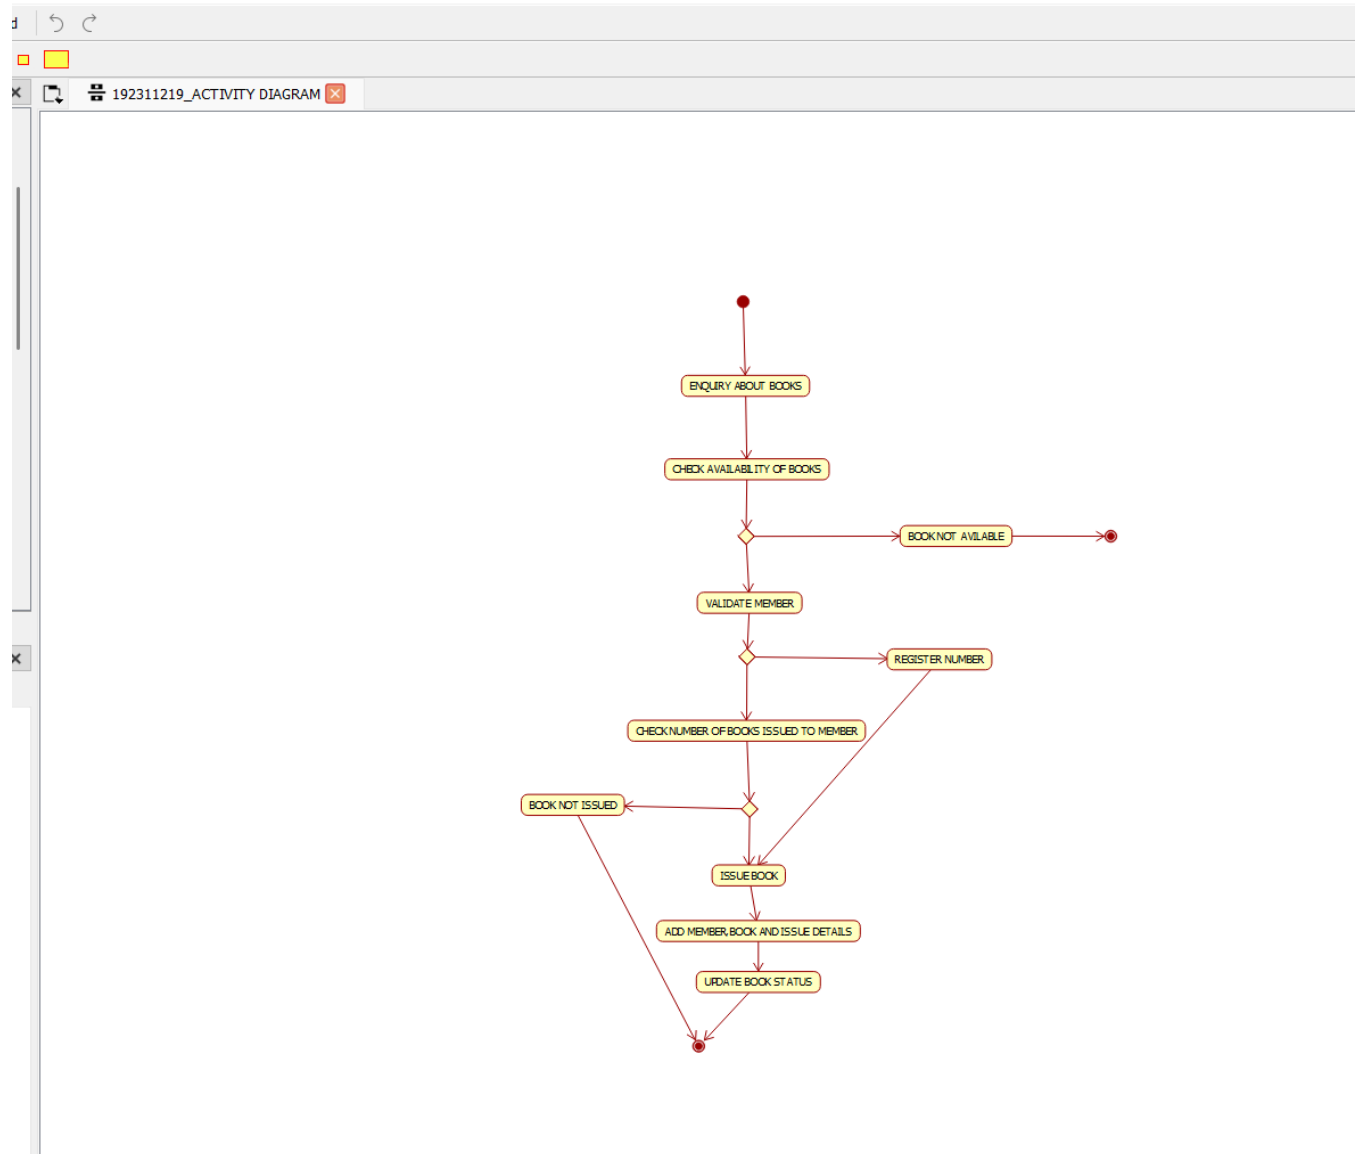 d
192311219_ACTIVITY DIAGRAM
ENQUIRY ABOUT BOOKS
CHECK AVAILABILITY OF BOOKS
BOOK NOT AVILABLE
VALIDATE MEMBER
REGISTER NUMBER
CHECK NUMBER OF BOOKS ISSUED TO MEMBER
BOOK NOT ISSUED
ISSUE BOOK
ADD MEMBER,BOOK AND ISSUE DETAILS
UPDATE BOOK STATUS